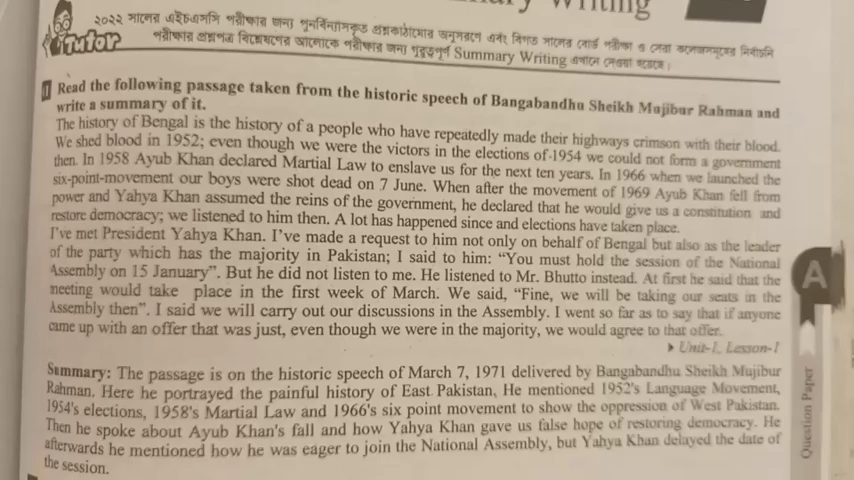 Writing
২০২২ সালের এইচএসসি পরীক্ষার জন্য পুনর্বিন্যাসকৃত প্রশ্নকাঠামোর অনুসরণে এবং বিগত সালের বোর্ড পরীক্ষা ও সেরা কলেজসমূহের নির্বাচনি
Tutor
পরীক্ষার প্রশ্নপত্র বিশ্লেষণের আলোকে পরীক্ষার জন্য গুরুত্বপূর্ণ Summary Writing এখানে দেওয়া হয়েছে।
Read the following passage taken from the historic speech of Bangabandhu Sheikh Mujibur Rahman and
write a summary of it.
The history of Bengal is the history of a people who have repeatedly made their highways crimson with their blood.
We shed blood in 1952; even though we were the victors in the elections of-1954 we could not form a government
then. In 1958 Ayub Khan declared Martial Law to enslave us for the next ten years. In 1966 when we launched the
six-point-movement our boys were shot dead on 7 June. When after the movement of 1969 Ayub Khan fell from
power and Yahya Khan assumed the reins of the government, he declared that he would give us a constitution and
restore democracy; we listened to him then. A lot has happened since and elections have taken place.
I've met President Yahya Khan. I've made a request to him not only on behalf of Bengal but also as the leader
of the party which has the majority in Pakistan; I said to him: “You must hold the session of the National
Assembly on 15 January”. But he did not listen to me. He listened to Mr. Bhutto instead. At first he said that the
meeting would take place in the first week of March. We said, “Fine, we will be taking our seats in the
Assembly then”. I said we will carry out our discussions in the Assembly. I went so far as to say that if anyone
came up with an offer that was just, even though we were in the majority, we would agree to that offer.
Unit-1, Lesson-1
Summary: The passage is on the historic speech of March 7, 1971 delivered by Bangabandhu Sheikh Mujibur
Rahman. Here he portrayed the painful history of East Pakistan, He mentioned 1952's Language Movement,
1954's elections, 1958's Martial Law and 1966's six point movement to show the oppression of West Pakistan.
Then he spoke about Ayub Khan's fall and how Yahya Khan gave us false hope of restoring democracy. He
afterwards he mentioned how he was eager to join the National Assembly, but Yahya Khan delayed the date of
the session.
A
Question Paper